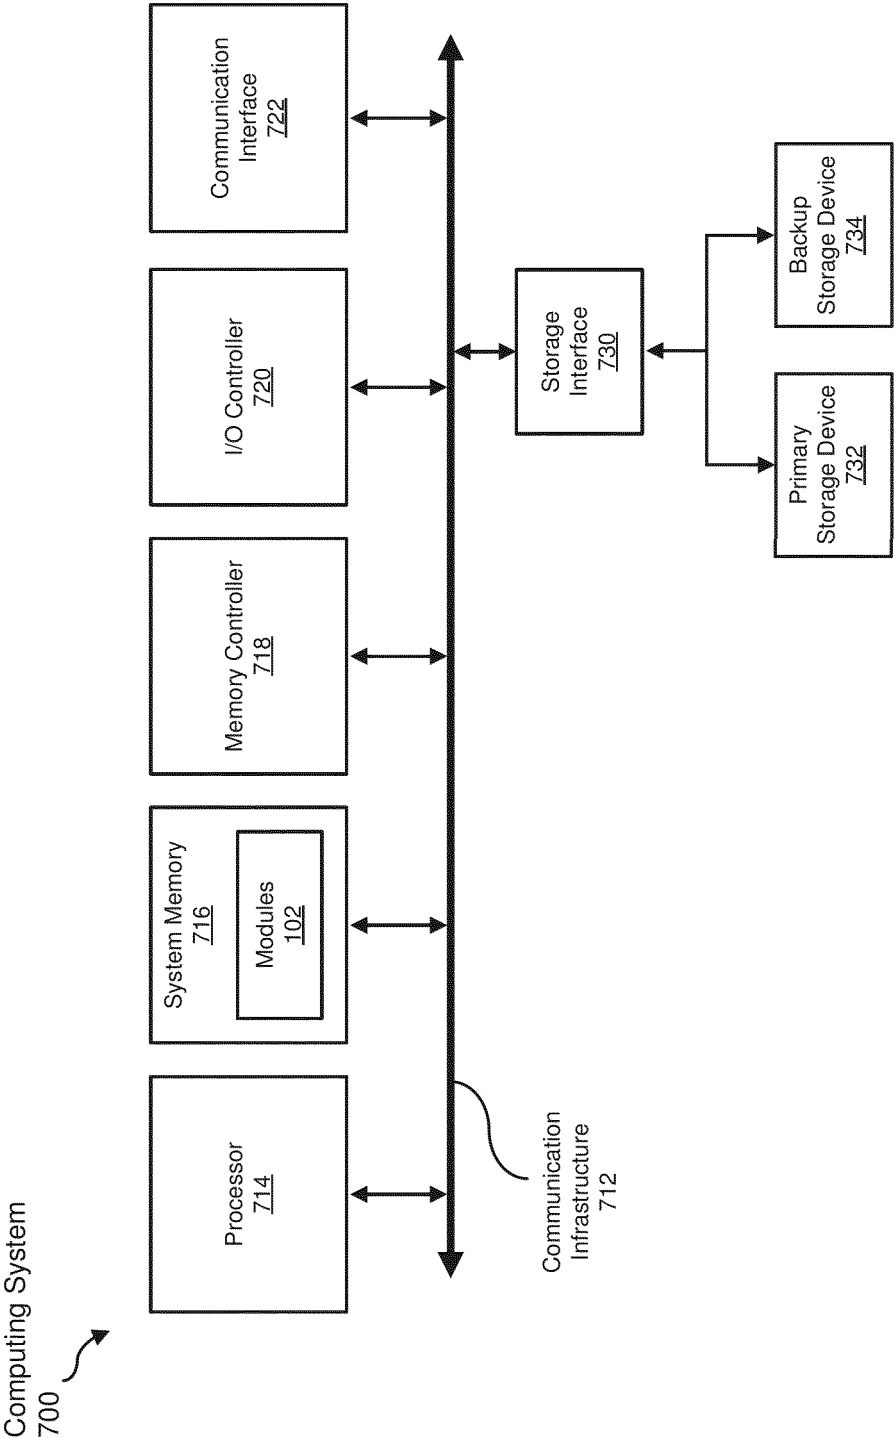 Computing System
700
Processor
714
System Memory
716
Modules
102
Memory Controller
718
I/O Controller
720
Communication
Interface
722
Communication
Infrastructure
712
Storage
Interface
730
Primary
Storage Device
732
Backup
Storage Device
734